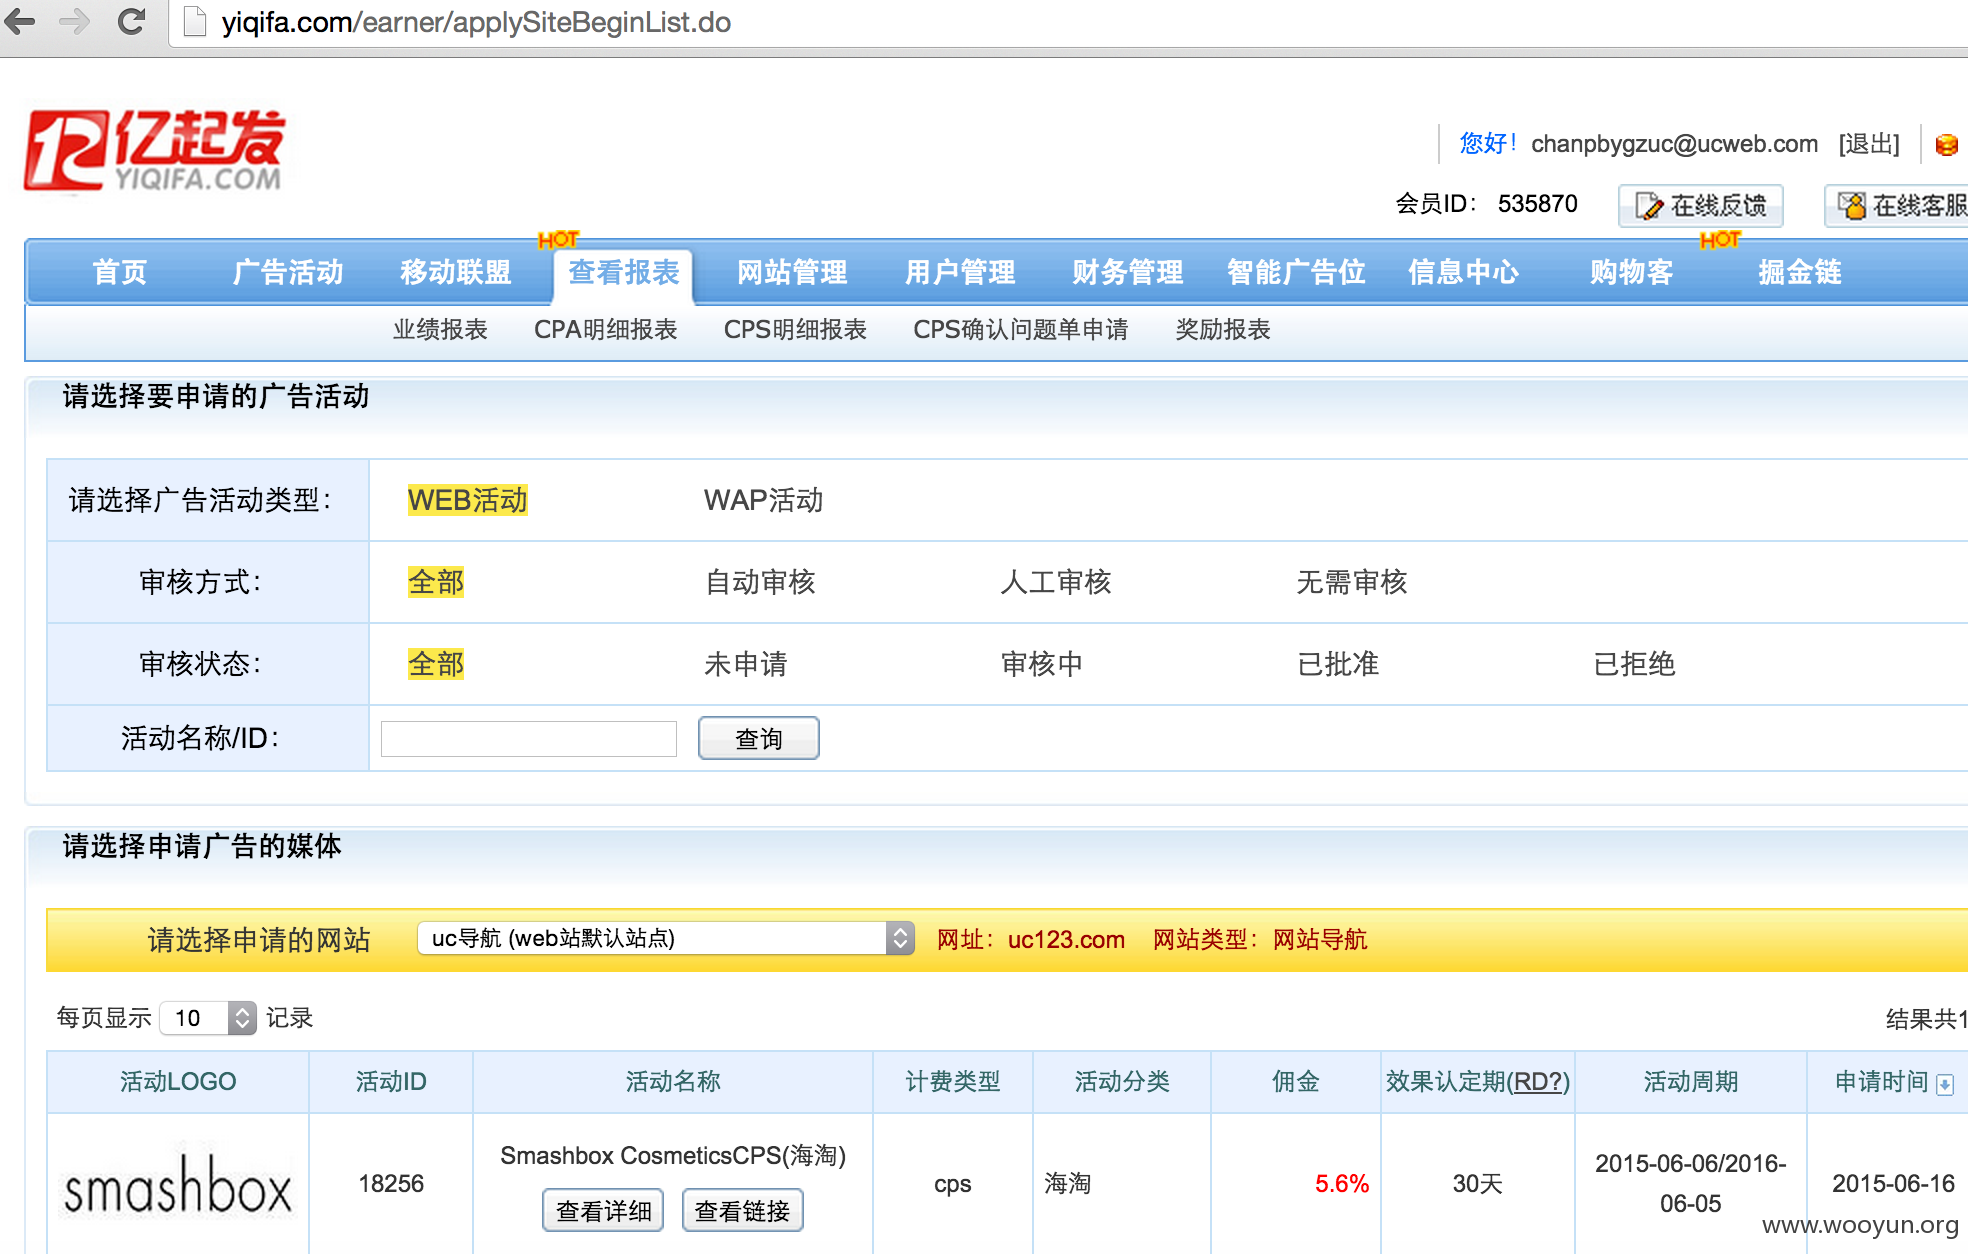 yiqifa.com/earner/applySiteBeginList.do
亿起发
YIQIFA.COM
您好! chanpbygzuc@ucweb.com [退出]
会员ID: 535870 在线反馈 在线客服
HOT HOT
首页 广告活动 移动联盟 查看报表 网站管理 用户管理 财务管理 智能广告位 信息中心 购物客 掘金链
业绩报表 CPA明细报表 CPS明细报表 CPS确认问题单申请 奖励报表
请选择要申请的广告活动
请选择广告活动类型: WEB活动 WAP活动
审核方式: 全部 自动审核 人工审核 无需审核
审核状态: 全部 未申请 审核中 已批准 已拒绝
活动名称/ID: 查询
请选择申请广告的媒体
请选择申请的网站 uc导航 (web站默认站点) 网址: uc123.com 网站类型: 网站导航
每页显示 10 记录 结果共1
活动LOGO 活动ID 活动名称 计费类型 活动分类 佣金 效果认定期(RD?) 活动周期 申请时间
smashbox 18256 Smashbox CosmeticsCPS(海淘) cps 海淘 5.6% 30天 2015-06-06/2016-06-05 2015-06-16
查看详细 查看链接
www.wooyun.org